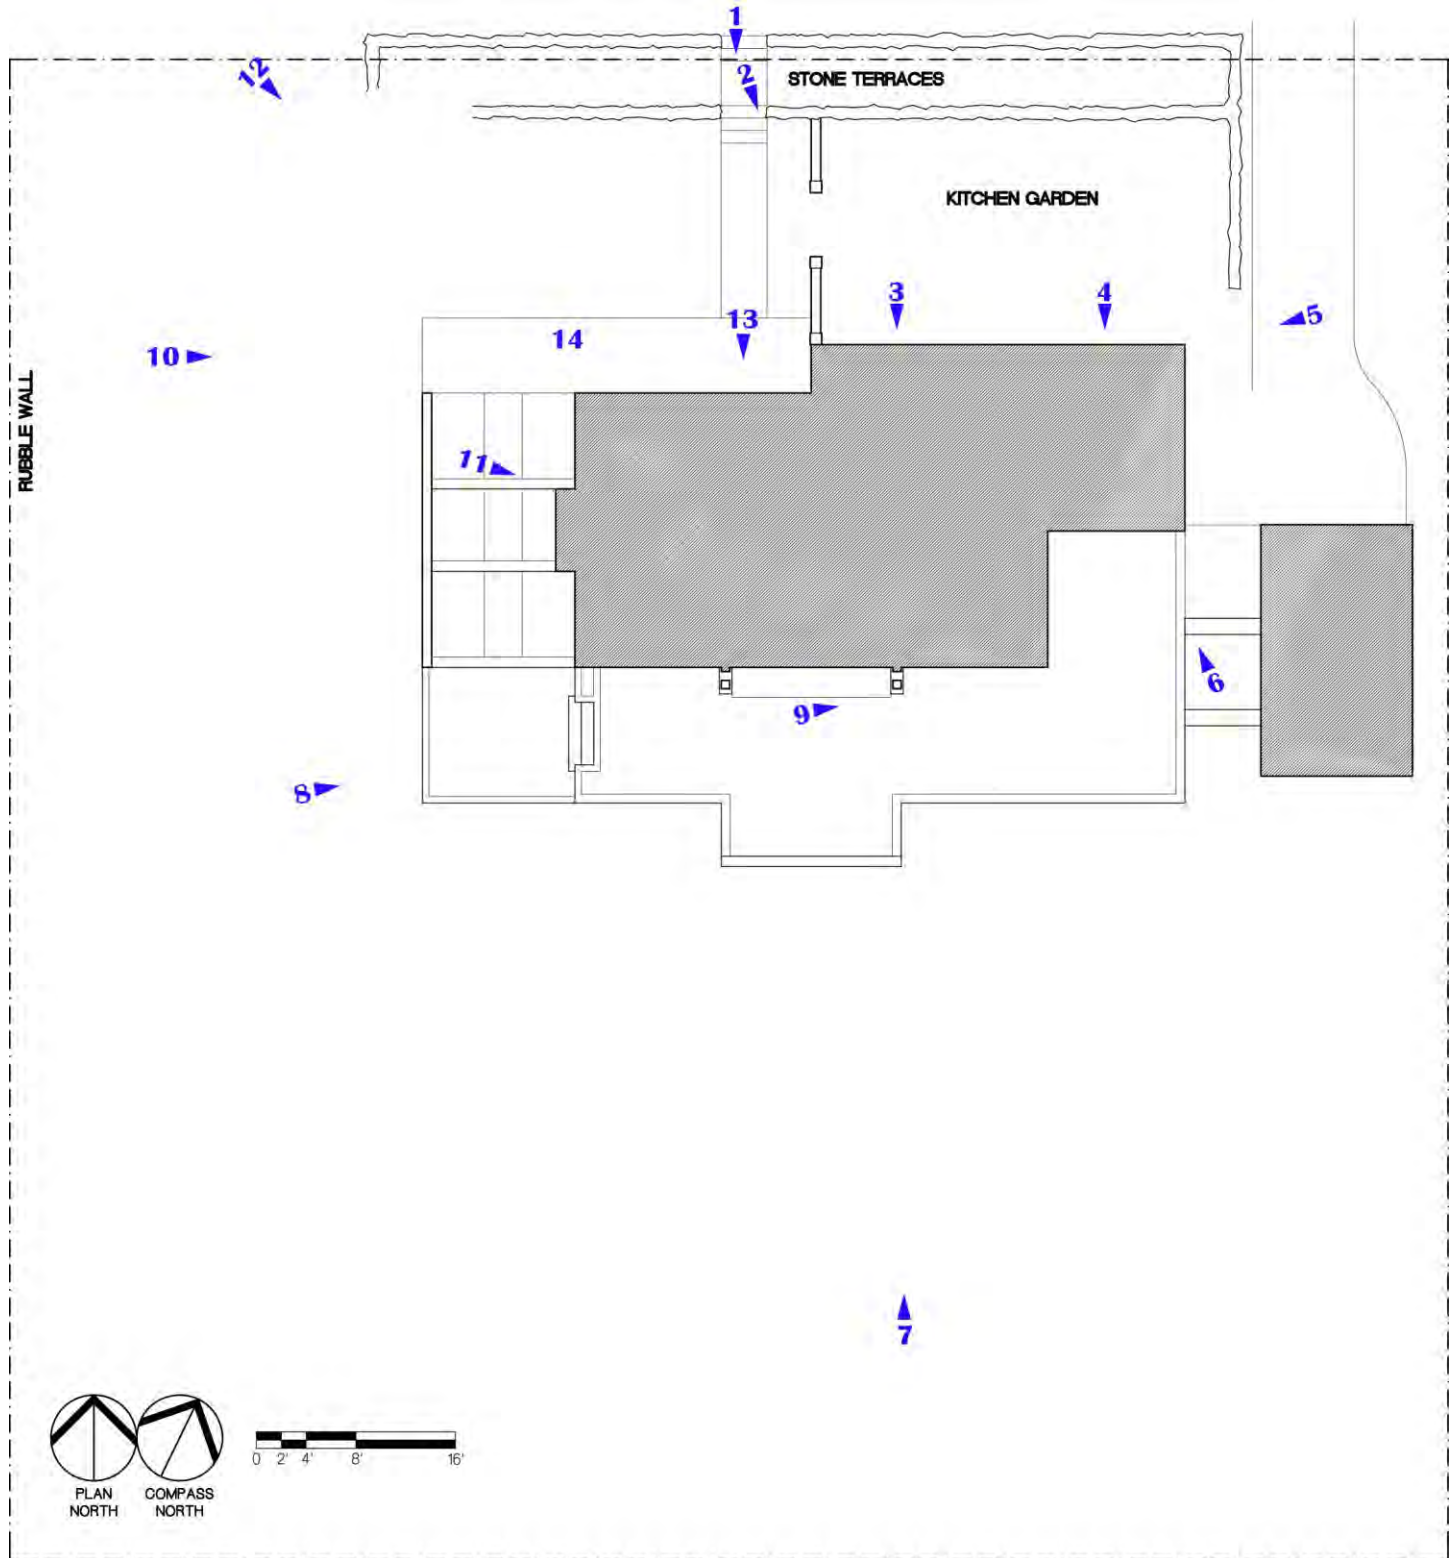 1
12
2
STONE TERRACES
KITCHEN GARDEN
3
4
5
13
14
10
RUBBLE WALL
11
6
9
8
7
0 2' 4' 8' 16'
PLAN
NORTH
COMPASS
NORTH